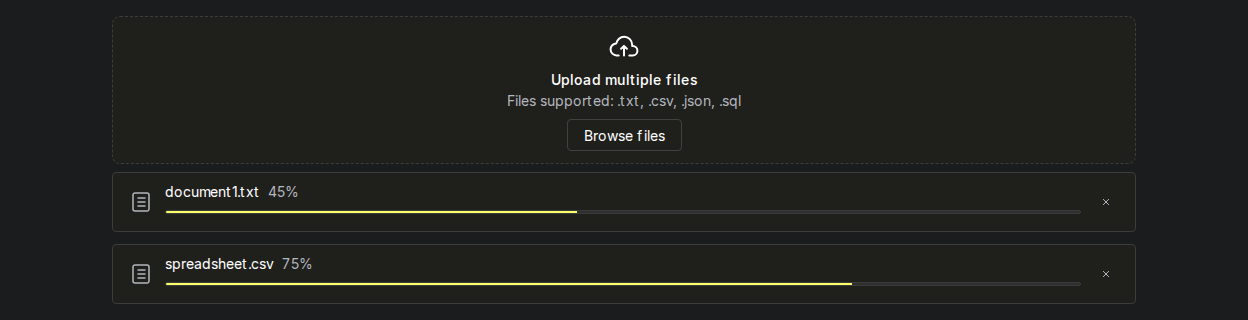 Upload multiple files
Files supported: .txt, .csv, .json, .sql
Browse files
document1.txt 45%
spreadsheet.csv 75%